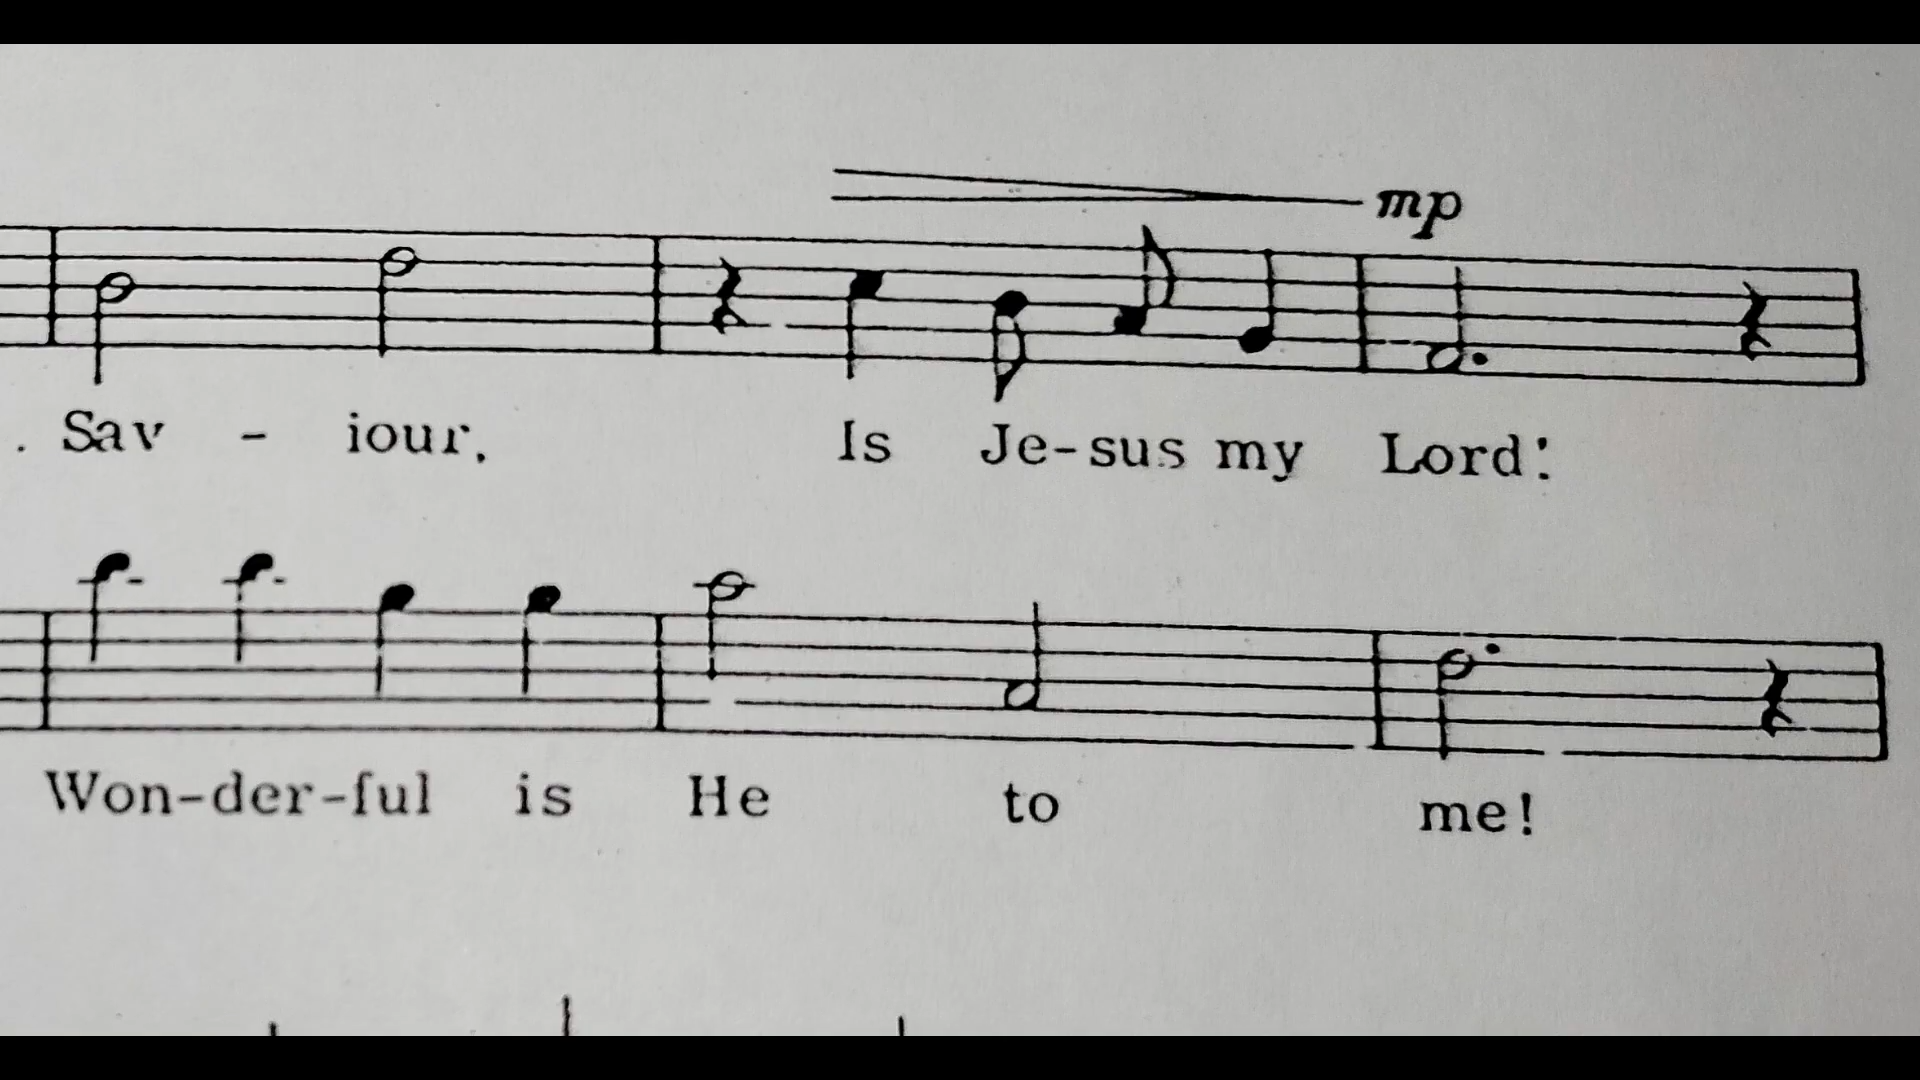 mp
. Sav - iour, Is Je-sus my Lord!
Won-der-ful is He to me!